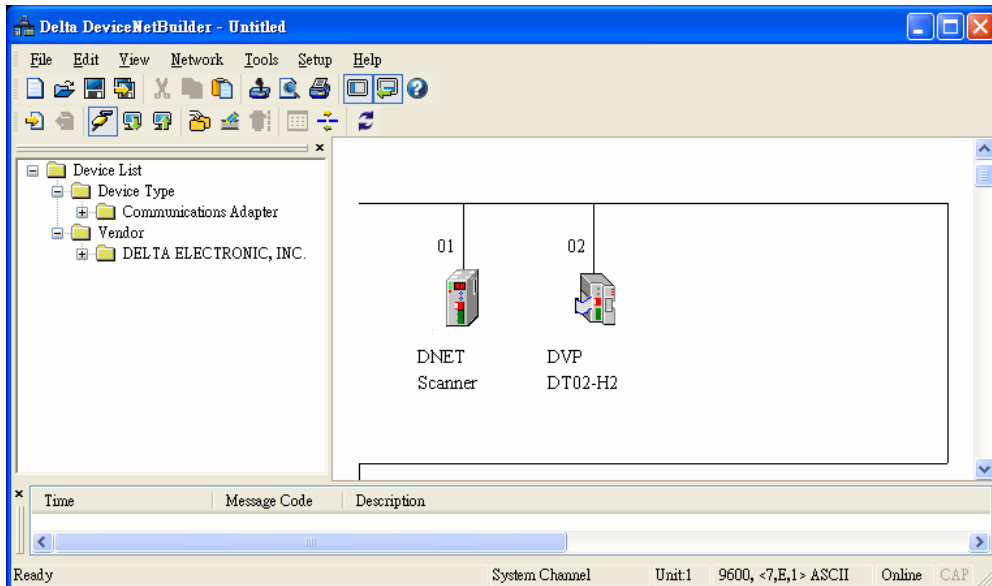 Delta DeviceNetBuilder - Untitled
File Edit View Network Tools Setup Help
Device List
Device Type
Communications Adapter
Vendor
DELTA ELECTRONIC, INC.
01 02
DNET DVP
Scanner DT02-H2
Time Message Code Description
Ready System Channel Unit:1 9600, <7,E,1> ASCII Online CAP